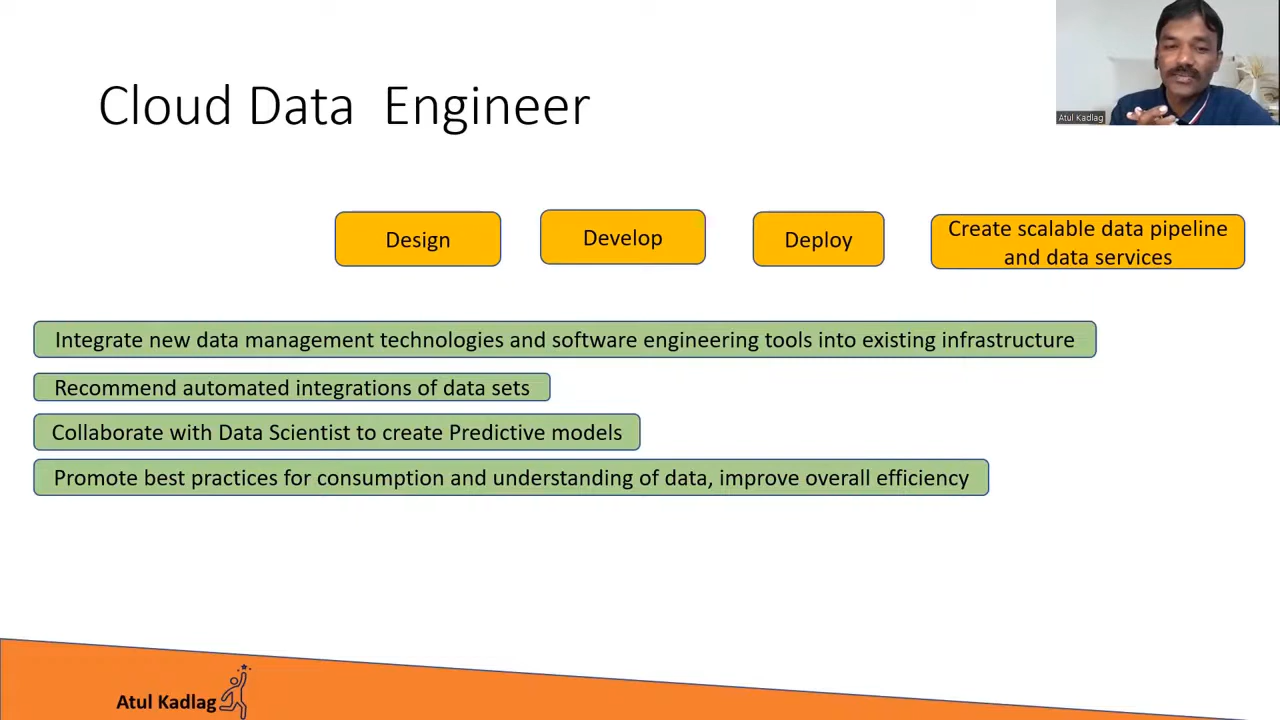 Atul Kadlag
Cloud Data Engineer
Design
Develop
Deploy
Create scalable data pipeline
and data services
Integrate new data management technologies and software engineering tools into existing infrastructure
Recommend automated integrations of data sets
Collaborate with Data Scientist to create Predictive models
Promote best practices for consumption and understanding of data, improve overall efficiency
Atul Kadlag